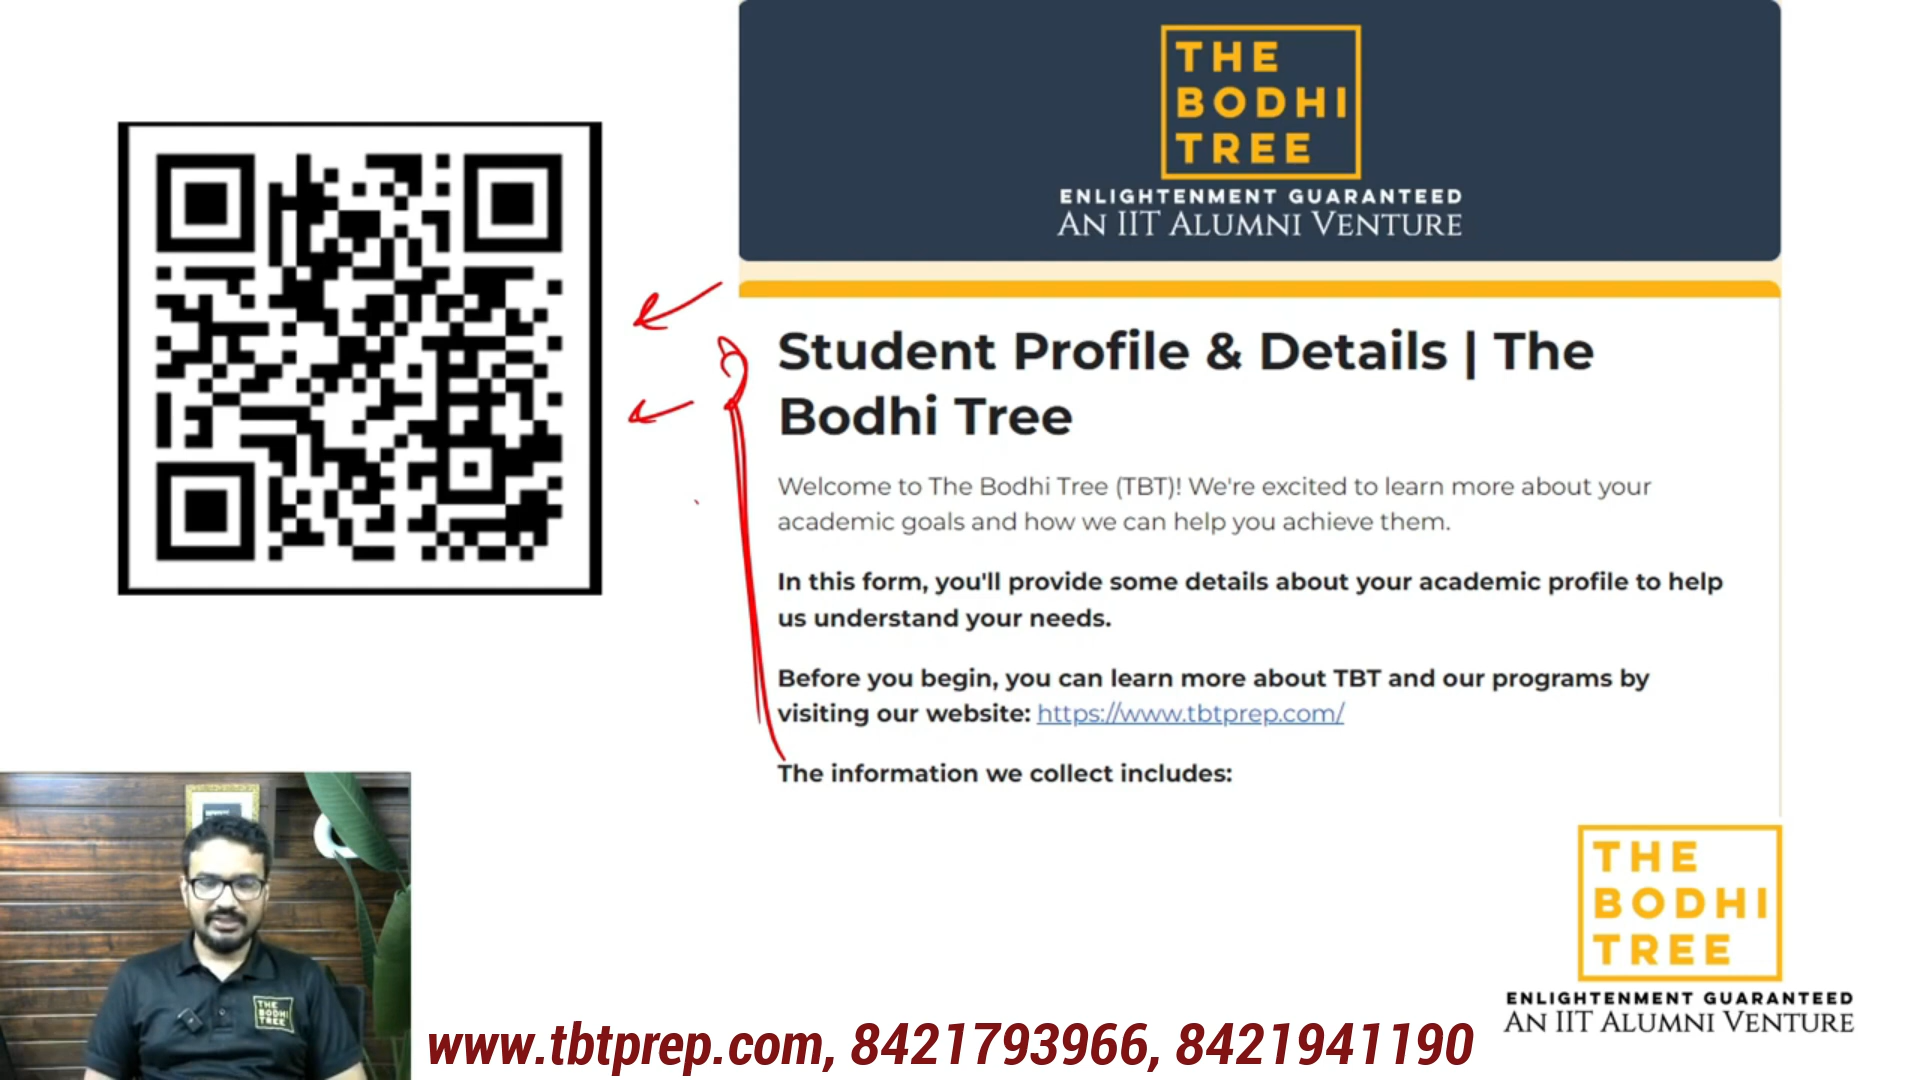 THE
BODHI
TREE
ENLIGHTENMENT GUARANTEED
AN IIT ALUMNI VENTURE
Student Profile & Details | The
Bodhi Tree
Welcome to The Bodhi Tree (TBT)! We're excited to learn more about your
academic goals and how we can help you achieve them.
In this form, you'll provide some details about your academic profile to help
us understand your needs.
Before you begin, you can learn more about TBT and our programs by
visiting our website: https://www.tbtprep.com/
The information we collect includes:
THE
BODHI
TREE
ENLIGHTENMENT GUARANTEED
AN IIT ALUMNI VENTURE
THE
BODHI
TREE
www.tbtprep.com, 8421793966, 8421941190